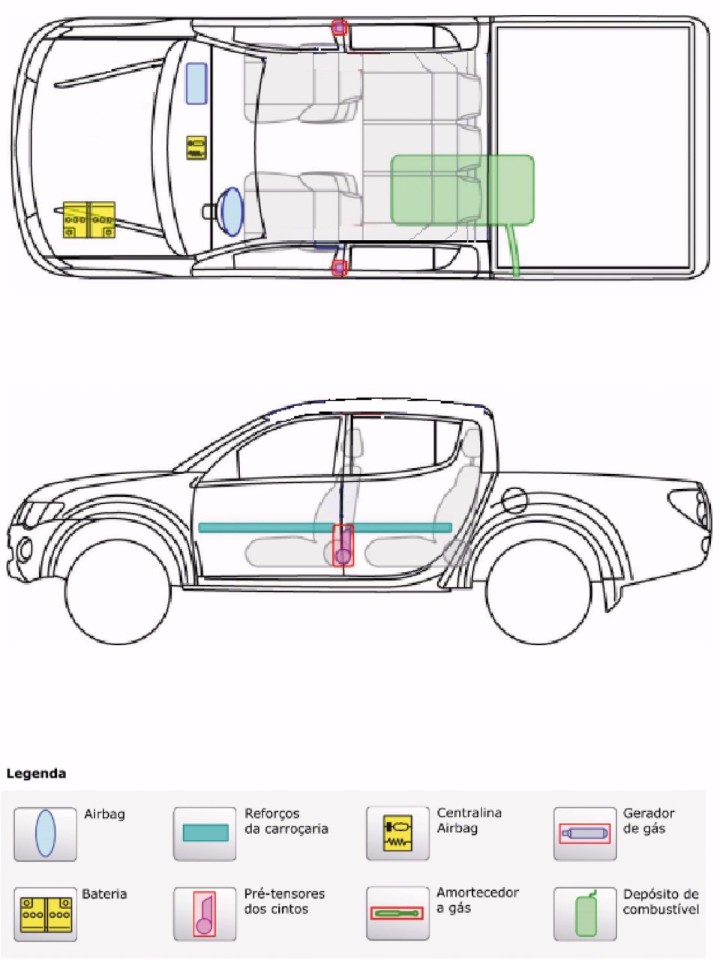 Legenda
Airbag
Reforços
da carroçaria
Centralina
Airbag
Gerador
de gás
Bateria
Pré-tensores
dos cintos
Amortecedor
a gás
Depósito de
combustível